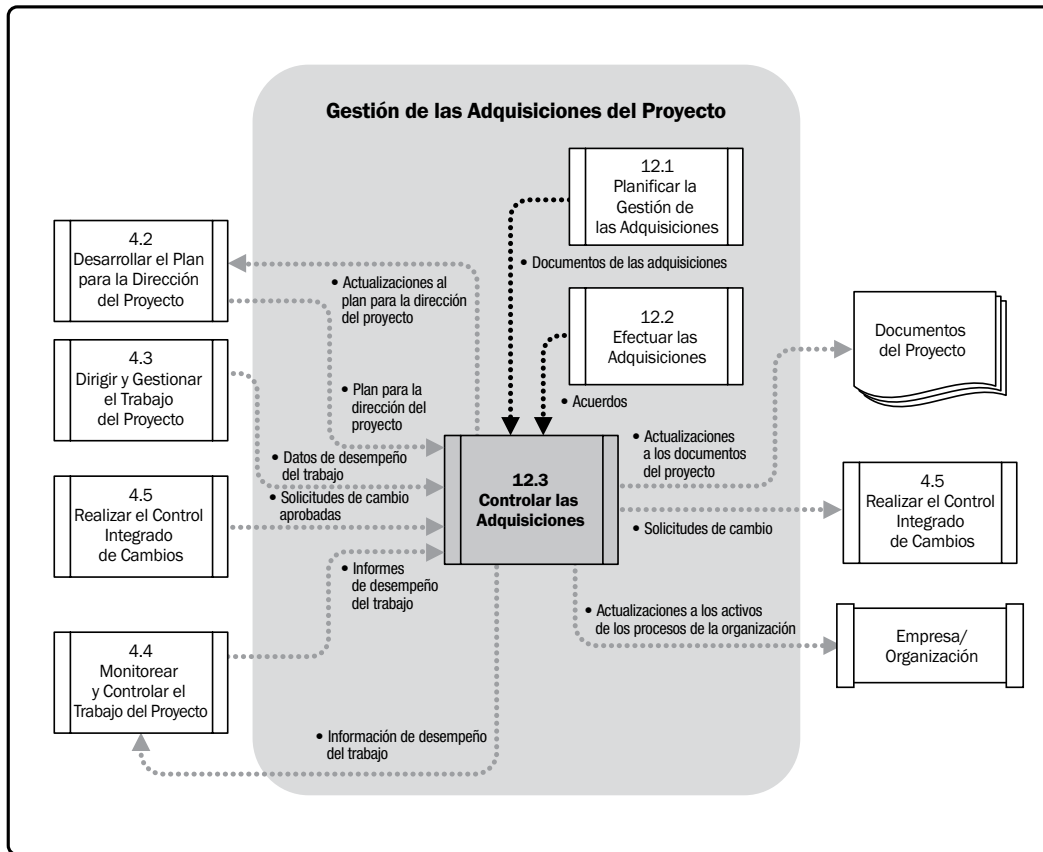 Gestión de las Adquisiciones del Proyecto
12.1
Planificar la
Gestión de
las Adquisiciones
4.2
Desarrollar el Plan
para la Dirección
del Proyecto
• Documentos de las adquisiciones
• Actualizaciones al
plan para la dirección
del proyecto
12.2
Efectuar las
Adquisiciones
Documentos
del Proyecto
4.3
Dirigir y Gestionar
el Trabajo
del Proyecto
• Plan para la
dirección del
proyecto
• Acuerdos
• Actualizaciones
a los documentos
del proyecto
• Datos de desempeño
del trabajo
12.3
Controlar las
Adquisiciones
4.5
Realizar el Control
Integrado
de Cambios
• Solicitudes de cambio
aprobadas
• Solicitudes de cambio
4.5
Realizar el Control
Integrado
de Cambios
• Informes
de desempeño
del trabajo
• Actualizaciones a los activos
de los procesos de la organización
Empresa/
Organización
4.4
Monitorear
y Controlar el
Trabajo del Proyecto
• Información de desempeño
del trabajo